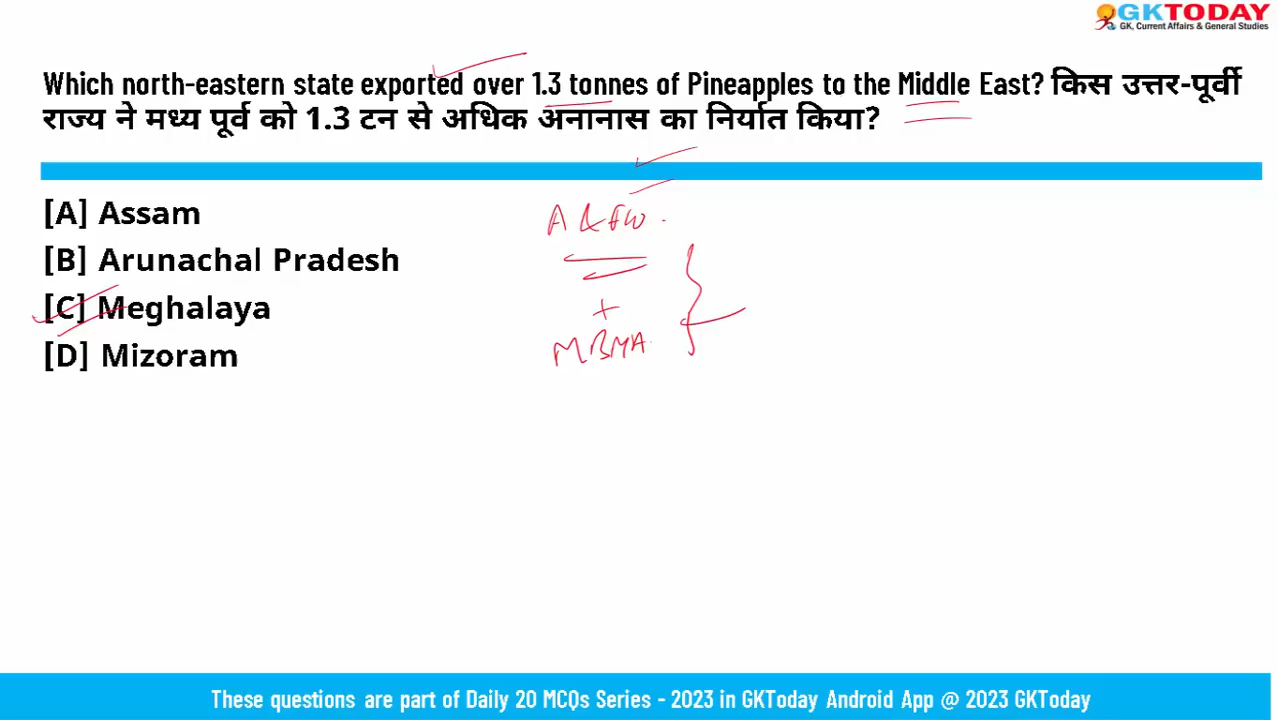 GKTODAY
GK, Current Affairs & General Studies
Which north-eastern state exported over 1.3 tonnes of Pineapples to the Middle East? किस उत्तर-पूर्वी
राज्य ने मध्य पूर्व को 1.3 टन से अधिक अनानास का निर्यात किया?
[A] Assam
[B] Arunachal Pradesh
[C] Meghalaya
[D] Mizoram
A & FW.
+
MBMA.
These questions are part of Daily 20 MCQs Series - 2023 in GKToday Android App @ 2023 GKToday